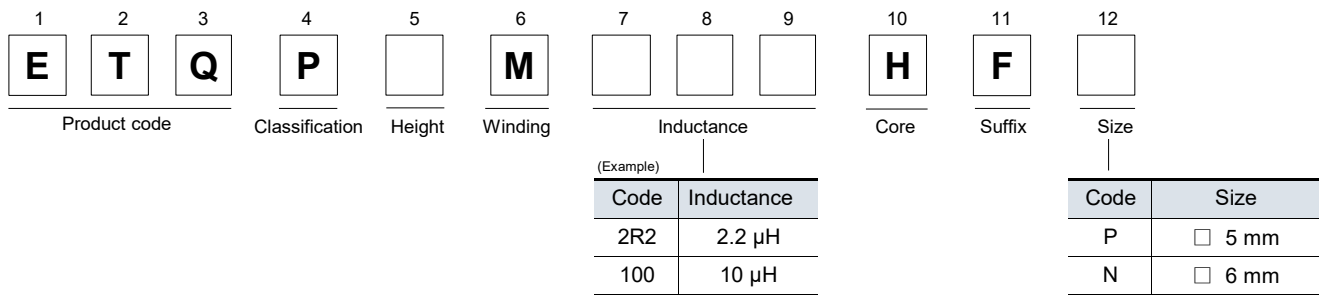 1 2 3 4 5 6 7 8 9 10 11 12
E T Q P M H F
Product code Classification Height Winding Inductance Core Suffix Size
(Example)
Code Inductance
2R2 2.2 µH
100 10 µH
Code Size
P □ 5 mm
N □ 6 mm